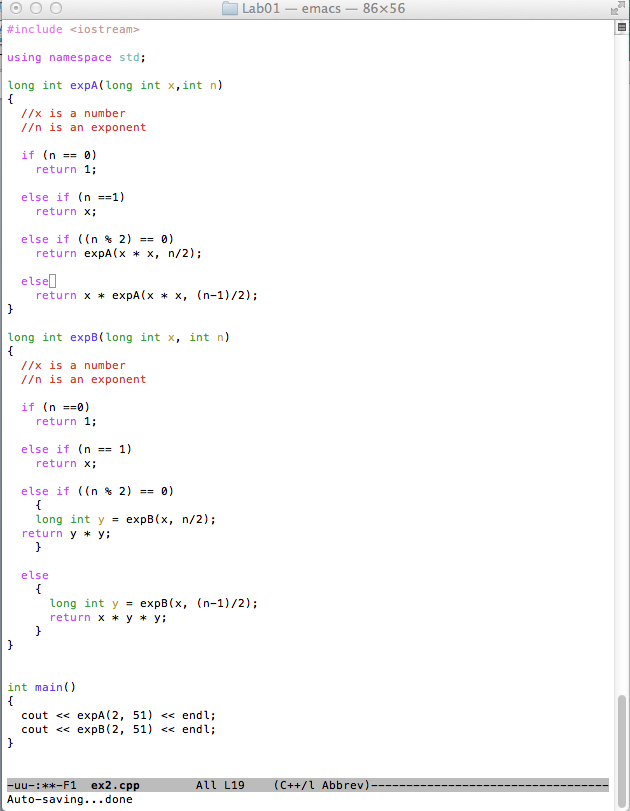 Lab01 — emacs — 86×56
#include <iostream>
using namespace std;
long int expA(long int x,int n)
{
//x is a number
//n is an exponent
if (n == 0)
return 1;
else if (n ==1)
return x;
else if ((n % 2) == 0)
return expA(x * x, n/2);
else
return x * expA(x * x, (n-1)/2);
}
long int expB(long int x, int n)
{
//x is a number
//n is an exponent
if (n ==0)
return 1;
else if (n == 1)
return x;
else if ((n % 2) == 0)
{
long int y = expB(x, n/2);
return y * y;
}
else
{
long int y = expB(x, (n-1)/2);
return x * y * y;
}
}
int main()
{
cout << expA(2, 51) << endl;
cout << expB(2, 51) << endl;
}
-uu-:**-F1  ex2.cpp        All L19    (C++/l Abbrev)----------------------------------
Auto-saving...done